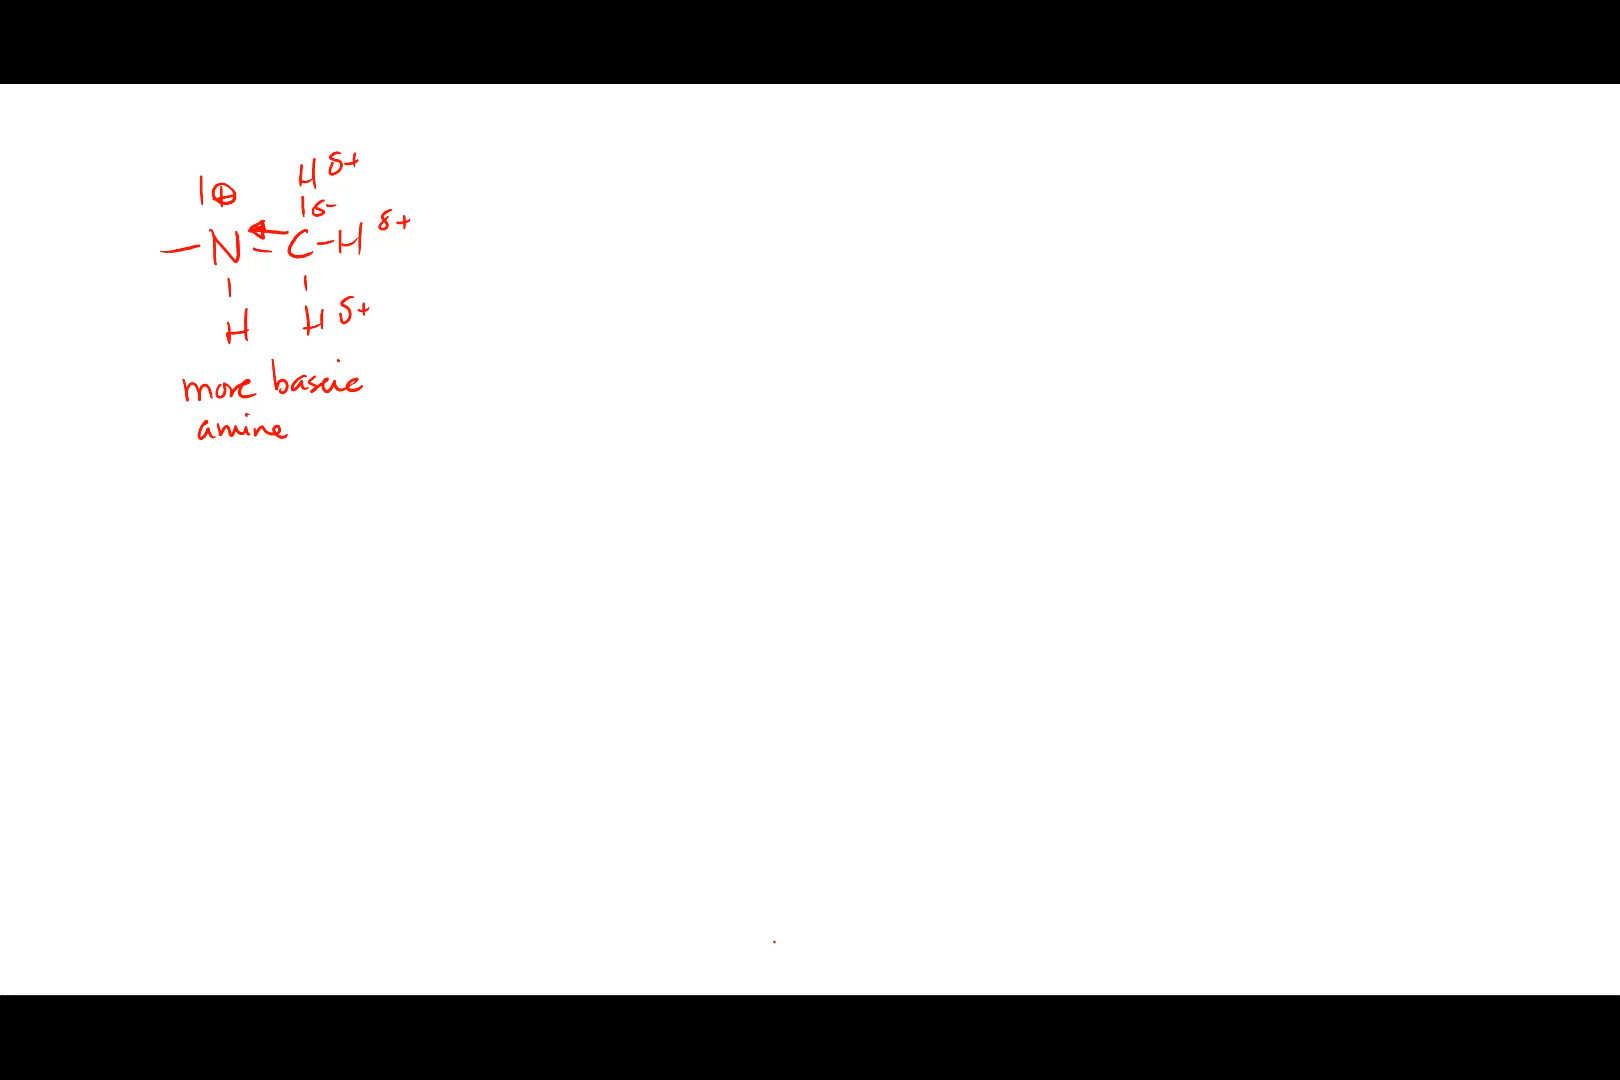 H δ+
| ⊕ | δ-
— N - C - H δ+
| |
H H δ+
more basic
amine